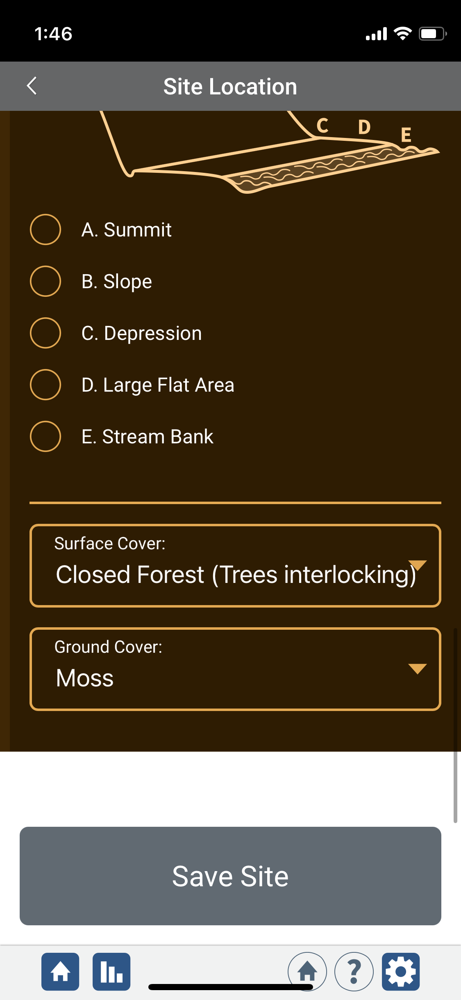 1:46
Site Location
C
D
E
A. Summit
B. Slope
C. Depression
D. Large Flat Area
E. Stream Bank
Surface Cover:
Closed Forest (Trees interlocking)
Ground Cover:
Moss
Save Site
?